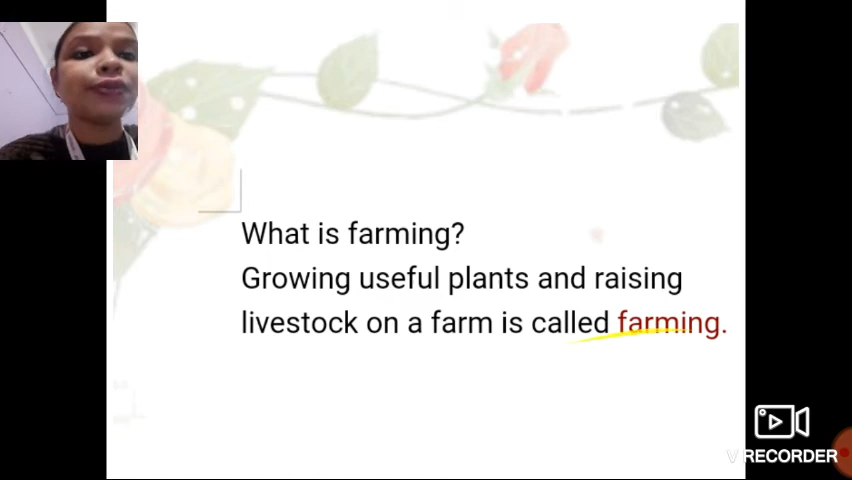 What is farming?
Growing useful plants and raising
livestock on a farm is called farming.
V RECORDER